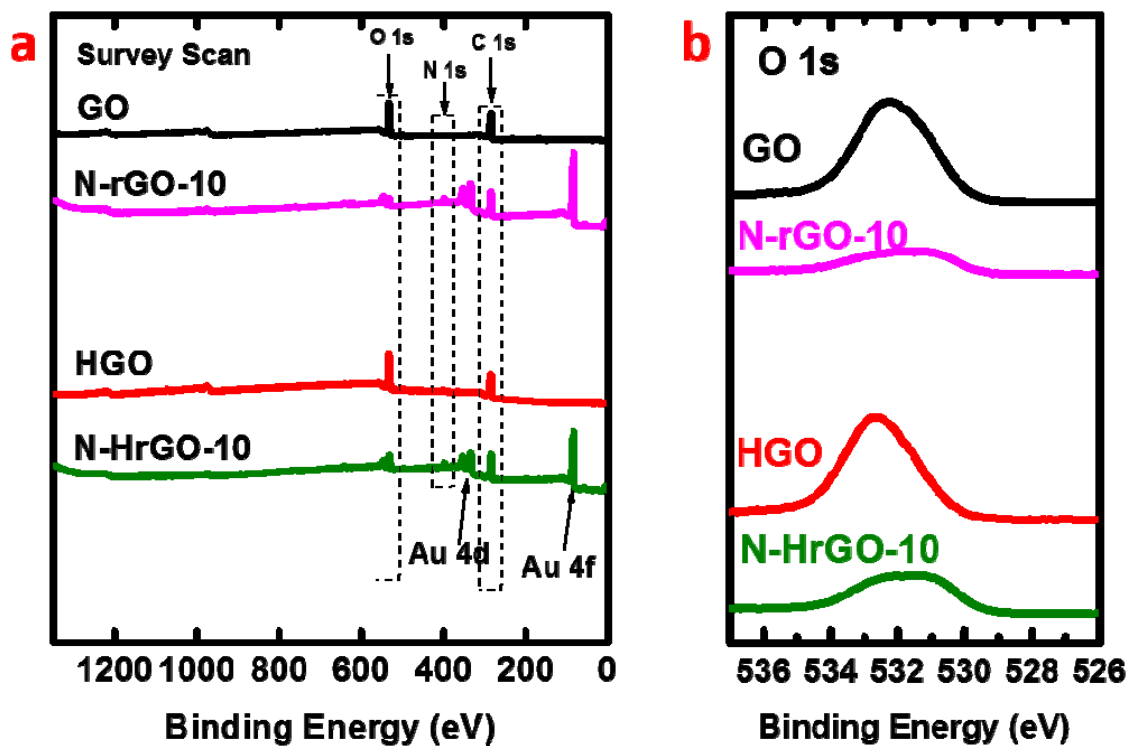 a
Survey Scan
O 1s
N 1s
C 1s
GO
N-rGO-10
HGO
N-HrGO-10
Au 4d
Au 4f
1200 1000 800 600 400 200 0
Binding Energy (eV)
b
O 1s
GO
N-rGO-10
HGO
N-HrGO-10
536 534 532 530 528 526
Binding Energy (eV)